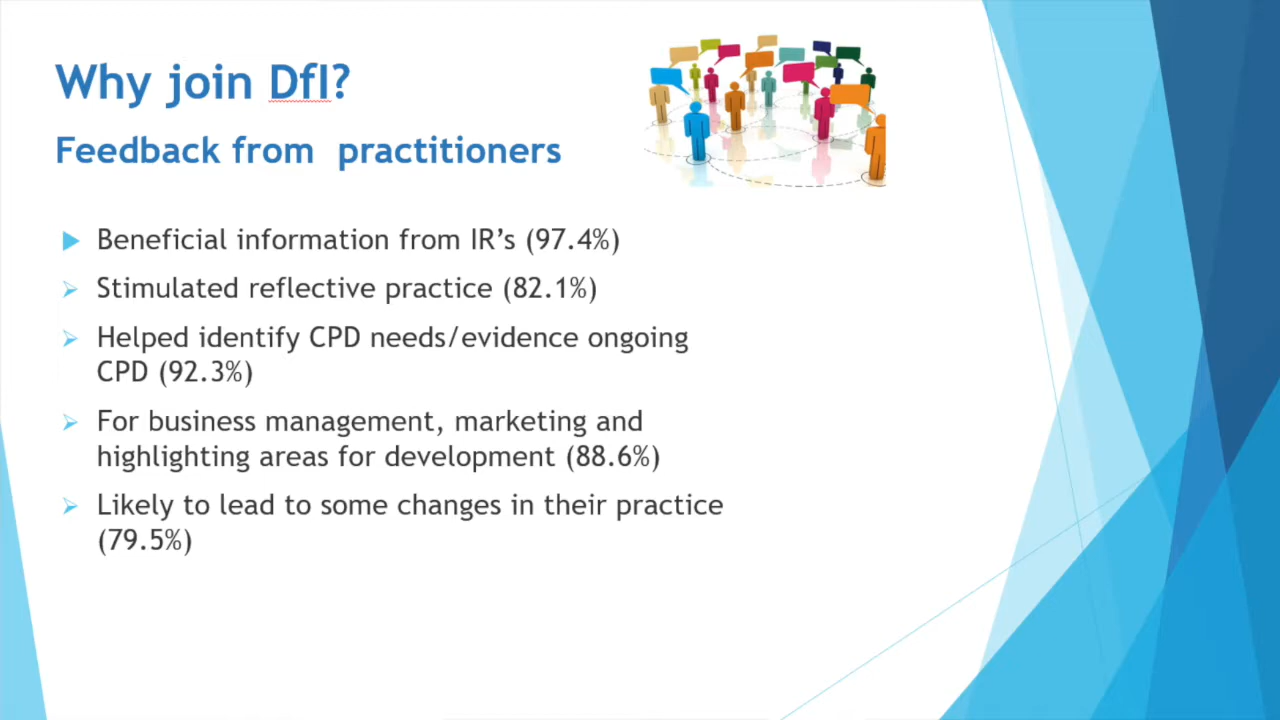 Why join DfI?
Feedback from  practitioners
Beneficial information from IR’s (97.4%)
Stimulated reflective practice (82.1%)
Helped identify CPD needs/evidence ongoing
CPD (92.3%)
For business management, marketing and
highlighting areas for development (88.6%)
Likely to lead to some changes in their practice
(79.5%)